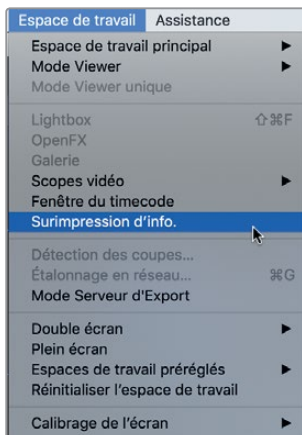 Espace de travail Assistance
Espace de travail principal ▶
Mode Viewer ▶
Mode Viewer unique
Lightbox ⇧⌘F
OpenFX
Galerie
Scopes vidéo ▶
Fenêtre du timecode
Surimpression d'info.
Détection des coupes...
Étalonnage en réseau... ⌘G
Mode Serveur d'Export
Double écran ▶
Plein écran
Espaces de travail préréglés ▶
Réinitialiser l'espace de travail
Calibrage de l'écran ▶